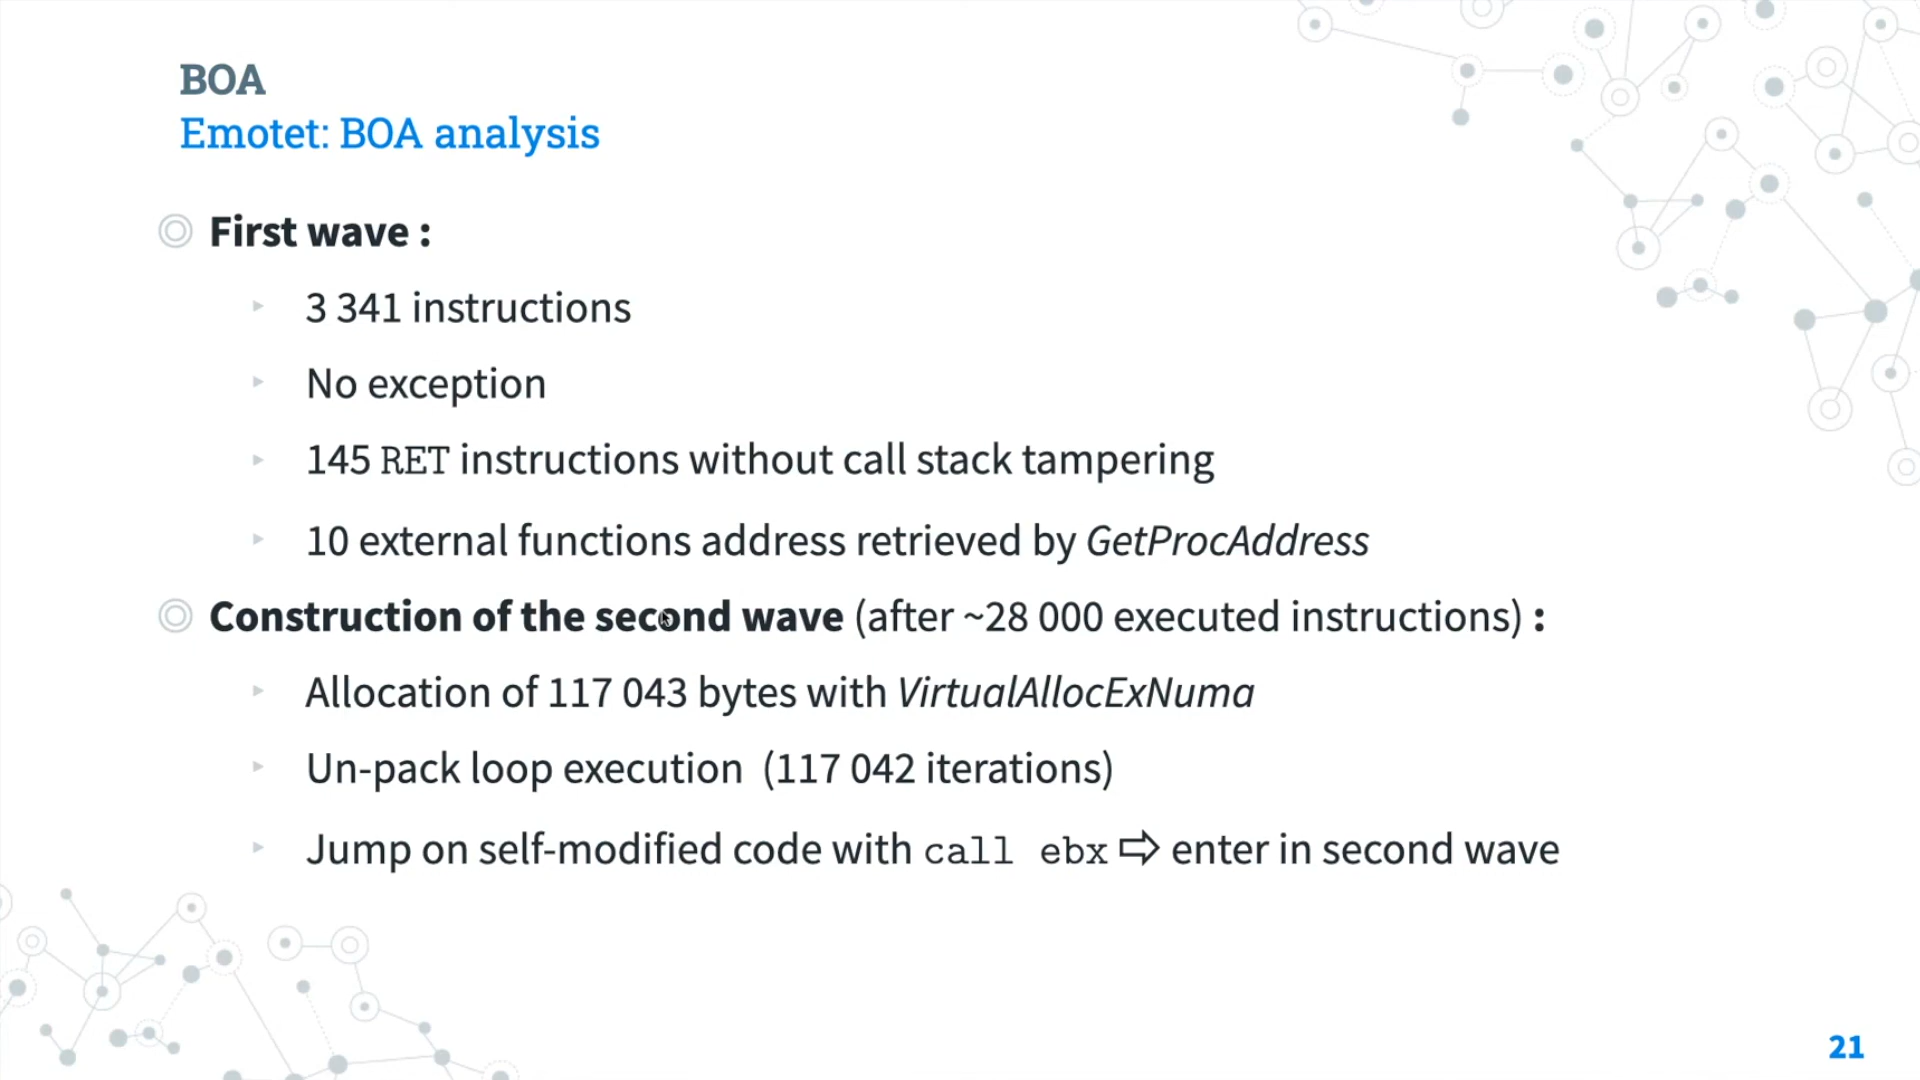 BOA
Emotet: BOA analysis
First wave :
3 341 instructions
No exception
145 RET instructions without call stack tampering
10 external functions address retrieved by GetProcAddress
Construction of the second wave (after ~28 000 executed instructions) :
Allocation of 117 043 bytes with VirtualAllocExNuma
Un-pack loop execution (117 042 iterations)
Jump on self-modified code with call ebx ⇨ enter in second wave
21